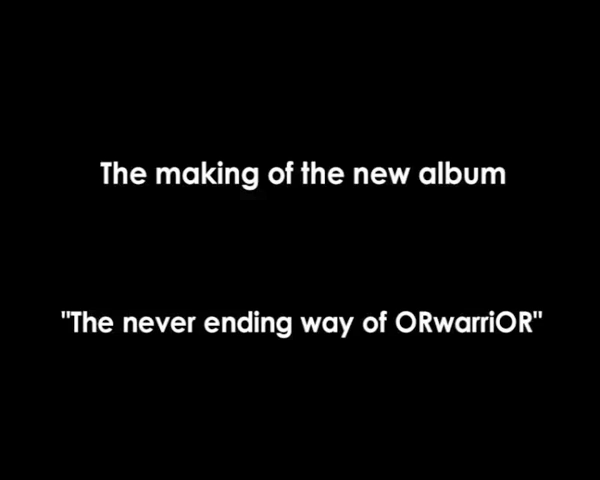 The making of the new album
"The never ending way of ORwarriOR"